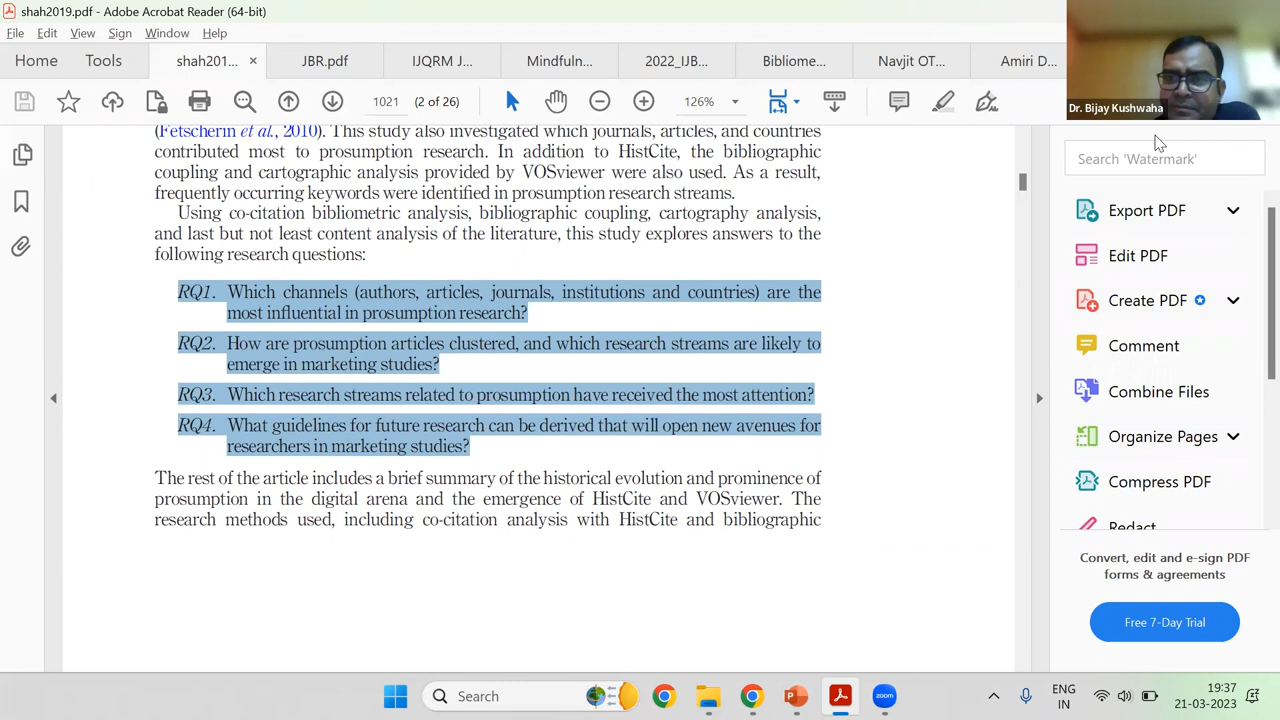 shah2019.pdf - Adobe Acrobat Reader (64-bit)
File Edit View Sign Window Help
Home Tools shah201... × JBR.pdf IJQRM J... Mindfuln... 2022_IJB... Bibliome... Navjit OT... Amiri D...
1021 (2 of 26) 126%
Dr. Bijay Kushwaha
(Fetscherin et al., 2010). This study also investigated which journals, articles, and countries
contributed most to prosumption research. In addition to HistCite, the bibliographic
coupling and cartographic analysis provided by VOSviewer were also used. As a result,
frequently occurring keywords were identified in prosumption research streams.
Using co-citation bibliometric analysis, bibliographic coupling, cartography analysis,
and last but not least content analysis of the literature, this study explores answers to the
following research questions:
RQ1. Which channels (authors, articles, journals, institutions and countries) are the
most influential in prosumption research?
RQ2. How are prosumption articles clustered, and which research streams are likely to
emerge in marketing studies?
RQ3. Which research streams related to prosumption have received the most attention?
RQ4. What guidelines for future research can be derived that will open new avenues for
researchers in marketing studies?
The rest of the article includes a brief summary of the historical evolution and prominence of
prosumption in the digital arena and the emergence of HistCite and VOSviewer. The
research methods used, including co-citation analysis with HistCite and bibliographic
Search 'Watermark'
Export PDF
Edit PDF
Create PDF
Comment
Combine Files
Organize Pages
Compress PDF
Redact
Convert, edit and e-sign PDF
forms & agreements
Free 7-Day Trial
Search
zoom
ENG
IN
19:37
21-03-2023